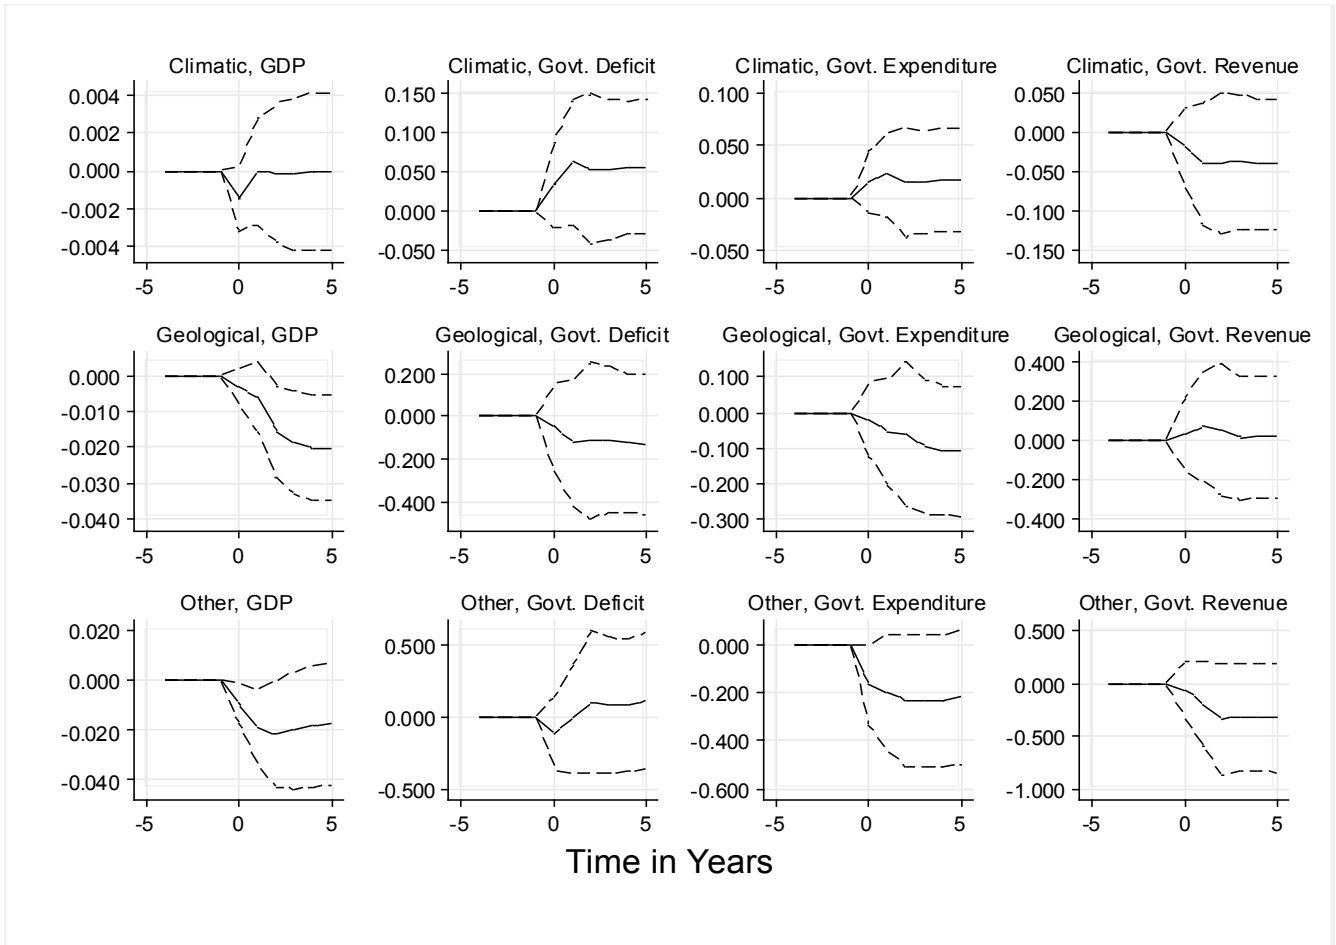 Climatic, GDP
0.004
0.002
0.000
-0.002
-0.004
-5 0 5
Climatic, Govt. Deficit
0.150
0.100
0.050
0.000
-0.050
-5 0 5
Climatic, Govt. Expenditure
0.100
0.050
0.000
-0.050
-5 0 5
Climatic, Govt. Revenue
0.050
0.000
-0.050
-0.100
-0.150
-5 0 5
Geological, GDP
0.000
-0.010
-0.020
-0.030
-0.040
-5 0 5
Geological, Govt. Deficit
0.200
0.000
-0.200
-0.400
-5 0 5
Geological, Govt. Expenditure
0.100
0.000
-0.100
-0.200
-0.300
-5 0 5
Geological, Govt. Revenue
0.400
0.200
0.000
-0.200
-0.400
-5 0 5
Other, GDP
0.020
0.000
-0.020
-0.040
-5 0 5
Other, Govt. Deficit
0.500
0.000
-0.500
-5 0 5
Other, Govt. Expenditure
0.000
-0.200
-0.400
-0.600
-5 0 5
Other, Govt. Revenue
0.500
0.000
-0.500
-1.000
-5 0 5
Time in Years